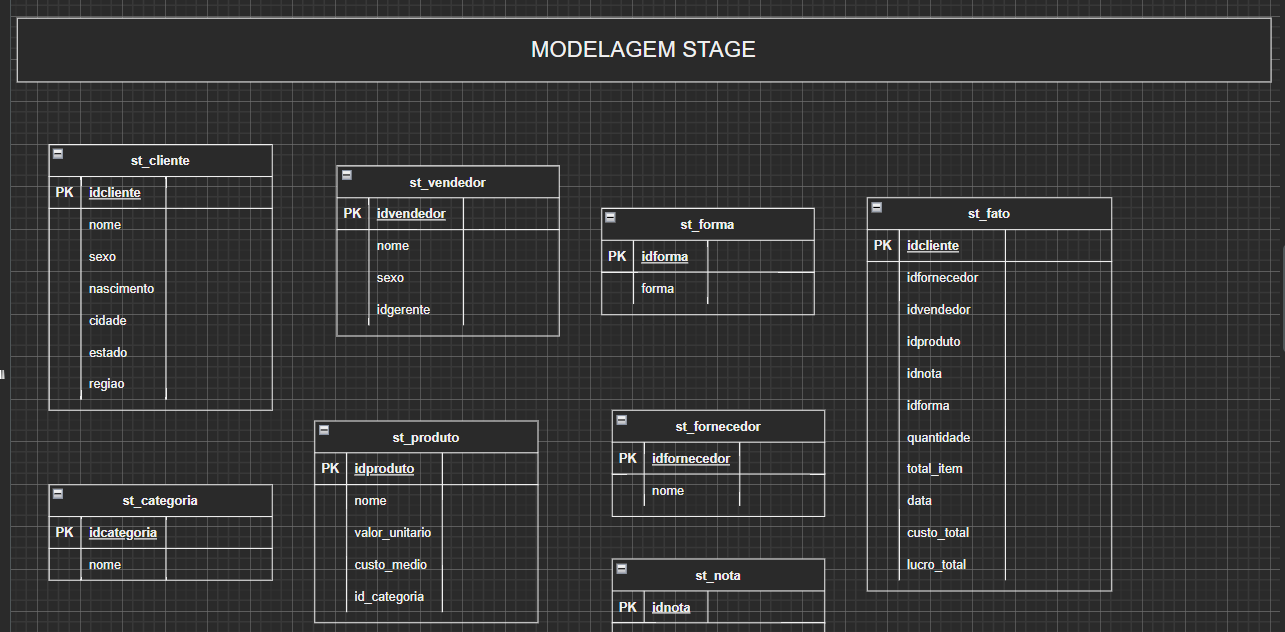 MODELAGEM STAGE
st_cliente
PK idcliente
nome
sexo
nascimento
cidade
estado
regiao
st_vendedor
PK idvendedor
nome
sexo
idgerente
st_forma
PK idforma
forma
st_fato
PK idcliente
idfornecedor
idvendedor
idproduto
idnota
idforma
quantidade
total_item
data
custo_total
lucro_total
st_categoria
PK idcategoria
nome
st_produto
PK idproduto
nome
valor_unitario
custo_medio
id_categoria
st_fornecedor
PK idfornecedor
nome
st_nota
PK idnota